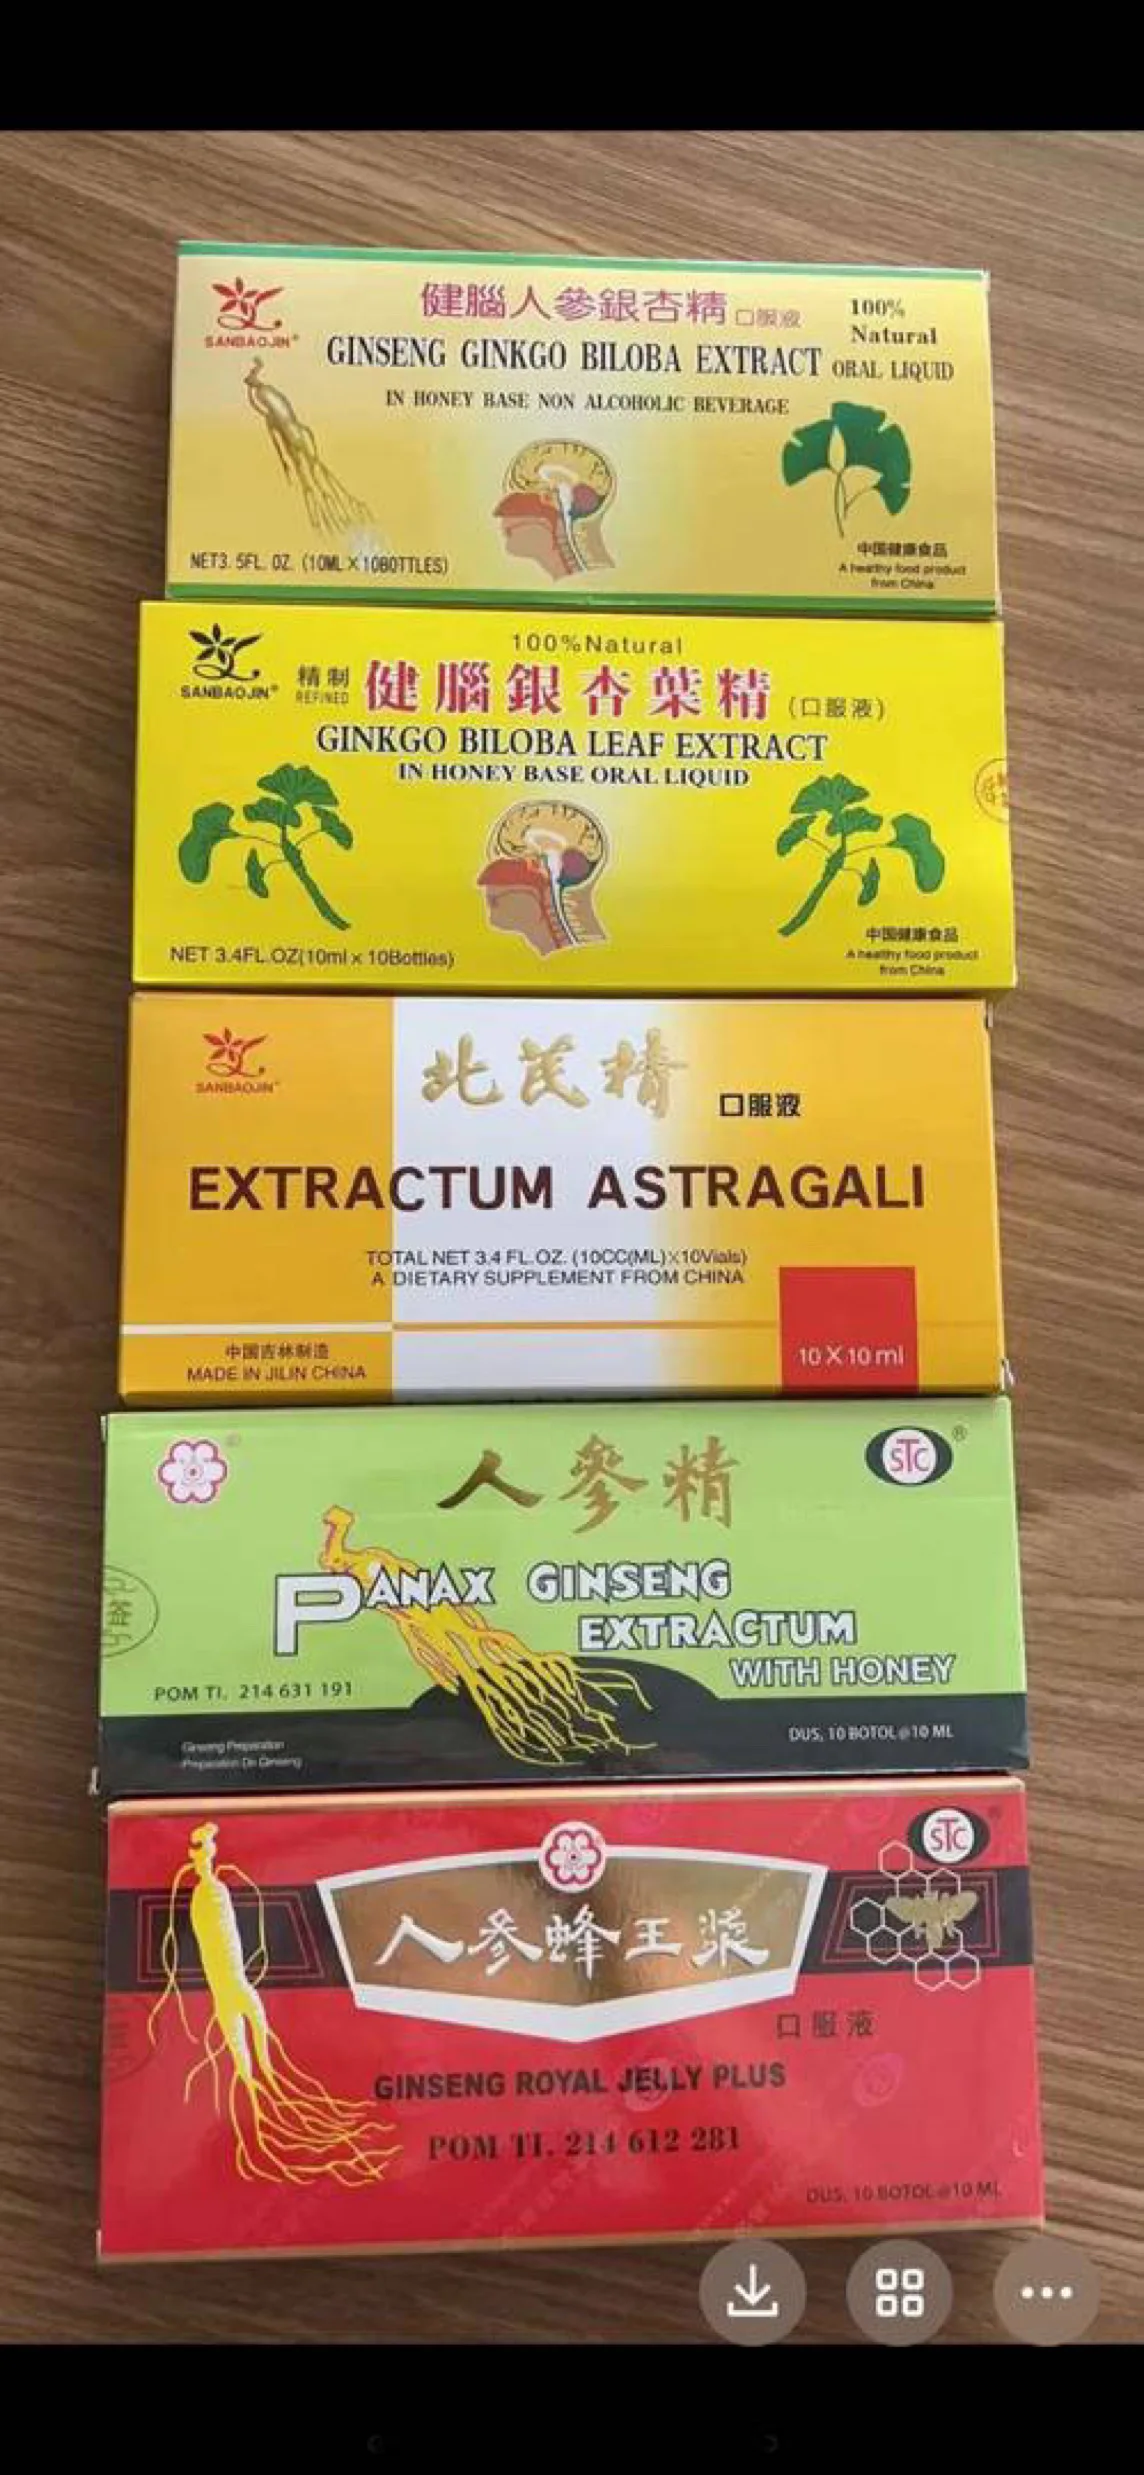 SANBAOJIN®
健腦人參銀杏精 口服液
100%
Natural
GINSENG GINKGO BILOBA EXTRACT ORAL LIQUID
IN HONEY BASE NON ALCOHOLIC BEVERAGE
NET3. 5FL. OZ. (10ML×10BOTTLES)
中国健康食品
A healthy food product
from China
100%Natural
SANBAOJIN®
精制
REFINED
健腦銀杏葉精(口服液)
GINKGO BILOBA LEAF EXTRACT
IN HONEY BASE ORAL LIQUID
NET 3.4FL.OZ(10ml x 10Bottles)
中国健康食品
A healthy food product
from China
SANBAOJIN®
北芪精 口服液
EXTRACTUM ASTRAGALI
TOTAL NET 3.4 FL.OZ. (10CC(ML)×10Vials)
A DIETARY SUPPLEMENT FROM CHINA
中国吉林制造
MADE IN JILIN CHINA
10 X 10 ml
人參精
STC®
PANAX GINSENG
EXTRACTUM
WITH HONEY
POM TI. 214 631 191
DUS, 10 BOTOL@10 ML
Ginseng Preparation
Preparation De Ginseng
STC®
人参蜂王浆
口服液
GINSENG ROYAL JELLY PLUS
POM TI. 214 612 281
DUS, 10 BOTOL@10 ML